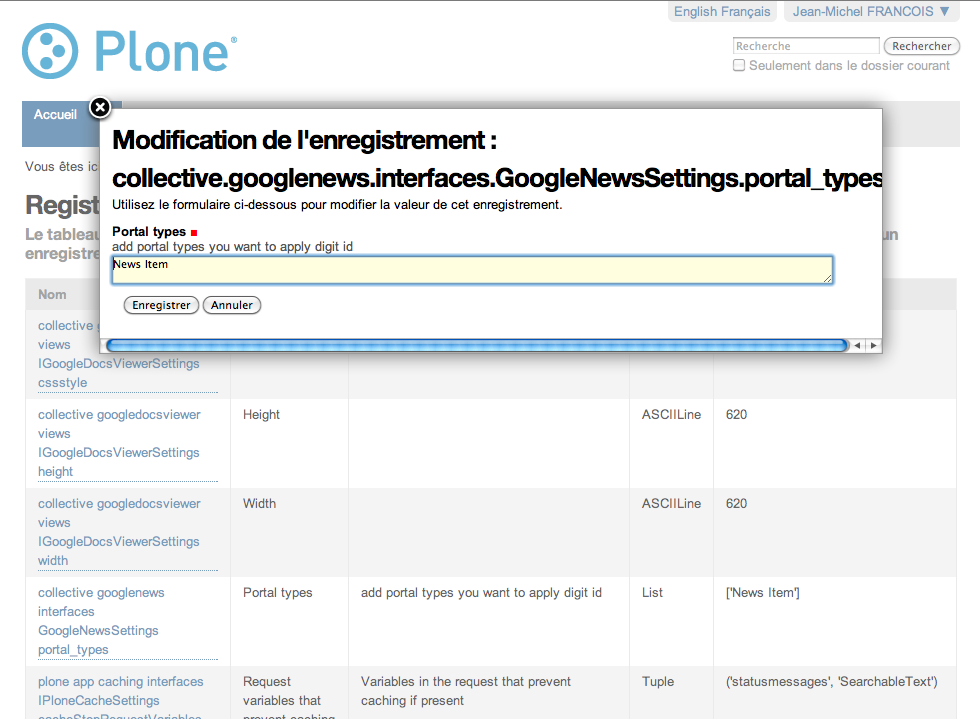 English Français
Jean-Michel FRANCOIS ▼
Plone®
Recherche
Rechercher
Seulement dans le dossier courant
Accueil
Vous êtes ic
Regist
Le tableau
un
enregistre
Modification de l'enregistrement :
collective.googlenews.interfaces.GoogleNewsSettings.portal_types
Utilisez le formulaire ci-dessous pour modifier la valeur de cet enregistrement.
Portal types
add portal types you want to apply digit id
News Item
Enregistrer Annuler
Nom
collective g
views
IGoogleDocsViewerSettings
cssstyle
collective googledocsviewer
views
IGoogleDocsViewerSettings
height
Height
ASCIILine
620
collective googledocsviewer
views
IGoogleDocsViewerSettings
width
Width
ASCIILine
620
collective googlenews
interfaces
GoogleNewsSettings
portal_types
Portal types
add portal types you want to apply digit id
List
['News Item']
plone app caching interfaces
IPloneCacheSettings
cacheStopRequestVariables
Request
variables that
prevent caching
Variables in the request that prevent
caching if present
Tuple
('statusmessages', 'SearchableText')